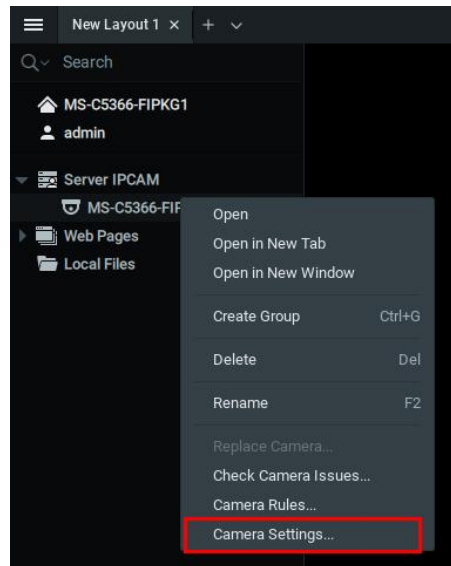 New Layout 1 × + 
Search
MS-C5366-FIPKG1
admin
Server IPCAM
MS-C5366-FIP
Open
Open in New Tab
Web Pages
Open in New Window
Local Files
Create Group Ctrl+G
Delete Del
Rename F2
Replace Camera...
Check Camera Issues...
Camera Rules...
Camera Settings...